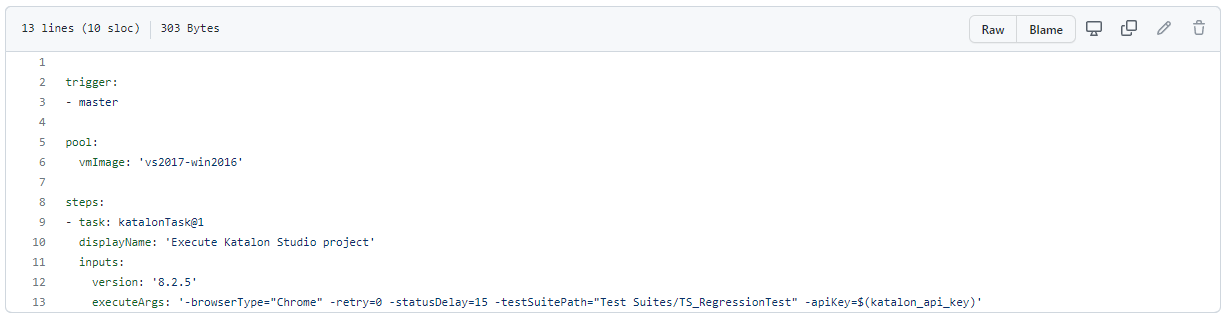 13 lines (10 sloc) 303 Bytes Raw Blame
1
2 trigger:
3 - master
4
5 pool:
6   vmImage: 'vs2017-win2016'
7
8 steps:
9 - task: katalonTask@1
10   displayName: 'Execute Katalon Studio project'
11   inputs:
12     version: '8.2.5'
13     executeArgs: '-browserType="Chrome" -retry=0 -statusDelay=15 -testSuitePath="Test Suites/TS_RegressionTest" -apiKey=$(katalon_api_key)'